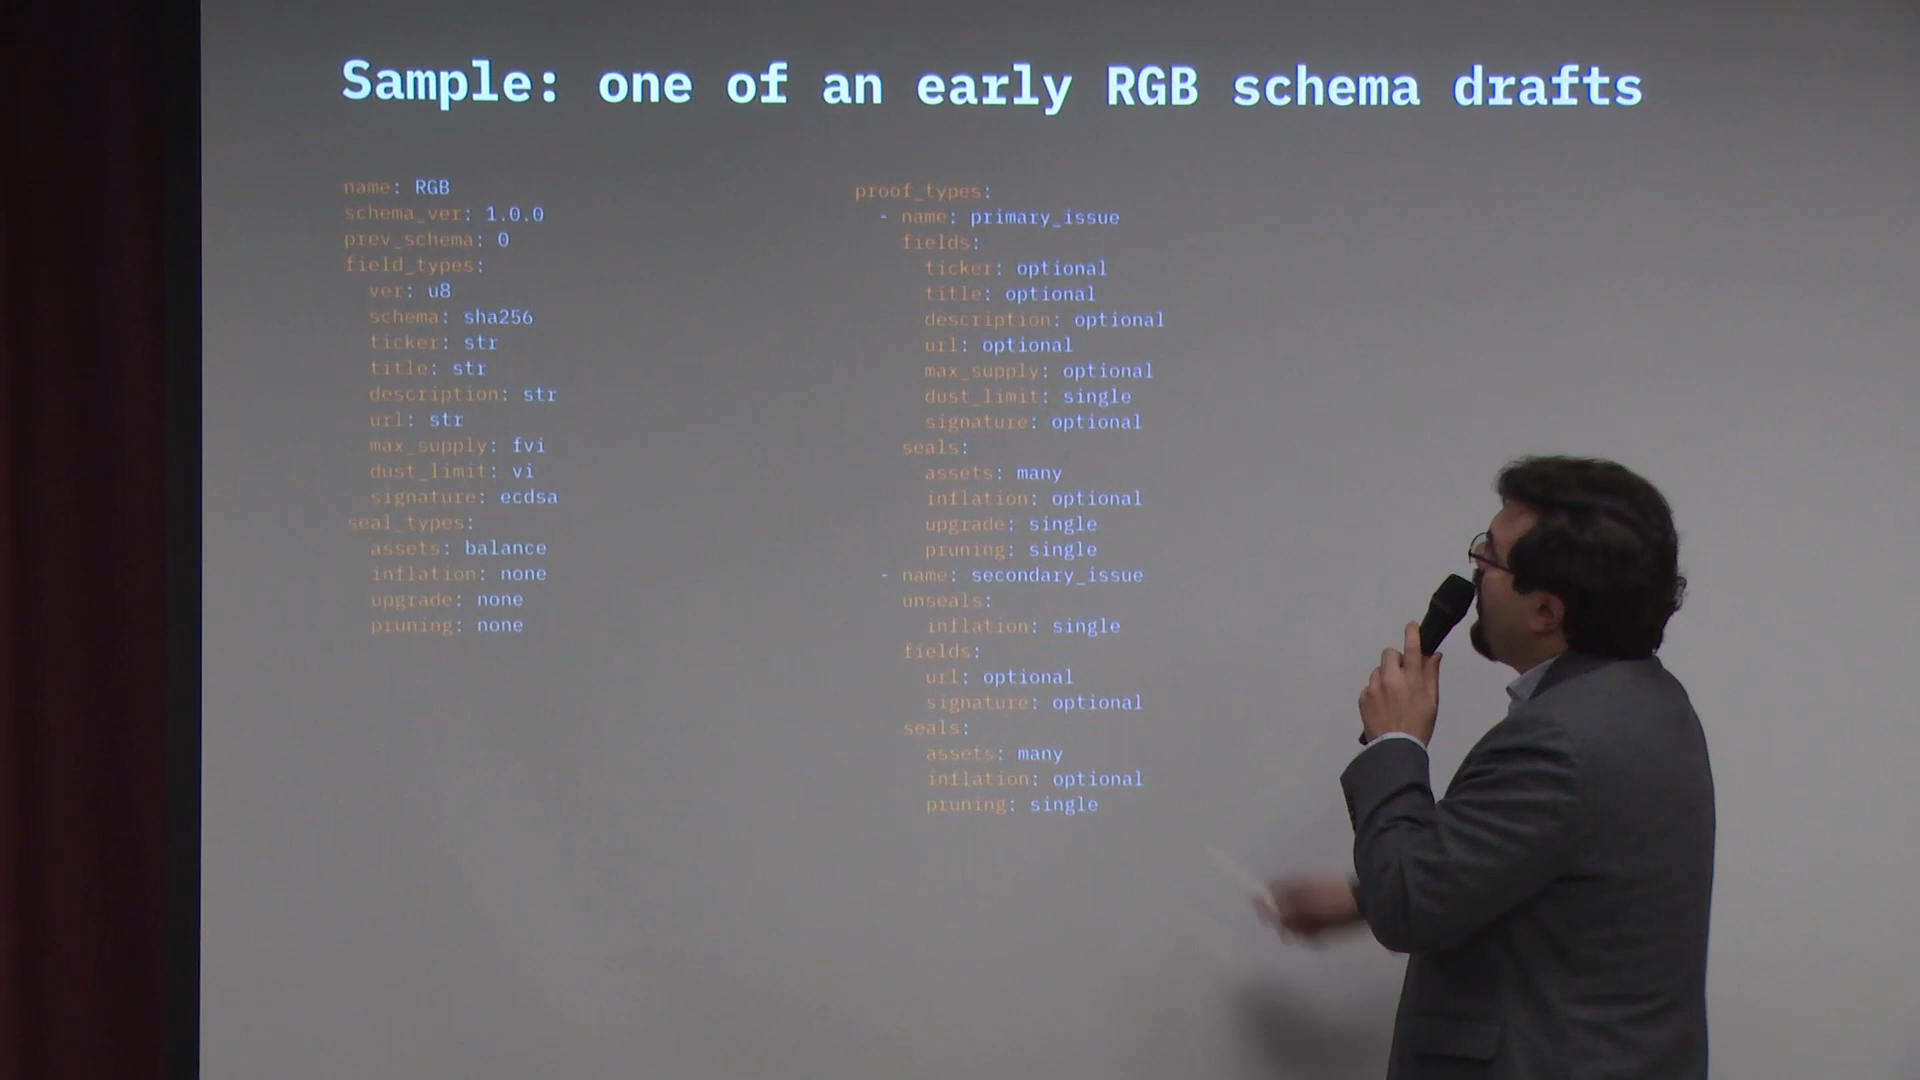 Sample: one of an early RGB schema drafts
name: RGB
schema_ver: 1.0.0
prev_schema: 0
field_types:
ver: u8
schema: sha256
ticker: str
title: str
description: str
url: str
max_supply: fvi
dust_limit: vi
signature: ecdsa
seal_types:
assets: balance
inflation: none
upgrade: none
pruning: none
proof_types:
- name: primary_issue
fields:
ticker: optional
title: optional
description: optional
url: optional
max_supply: optional
dust_limit: single
signature: optional
seals:
assets: many
inflation: optional
upgrade: single
pruning: single
- name: secondary_issue
unseals:
inflation: single
fields:
url: optional
signature: optional
seals:
assets: many
inflation: optional
pruning: single